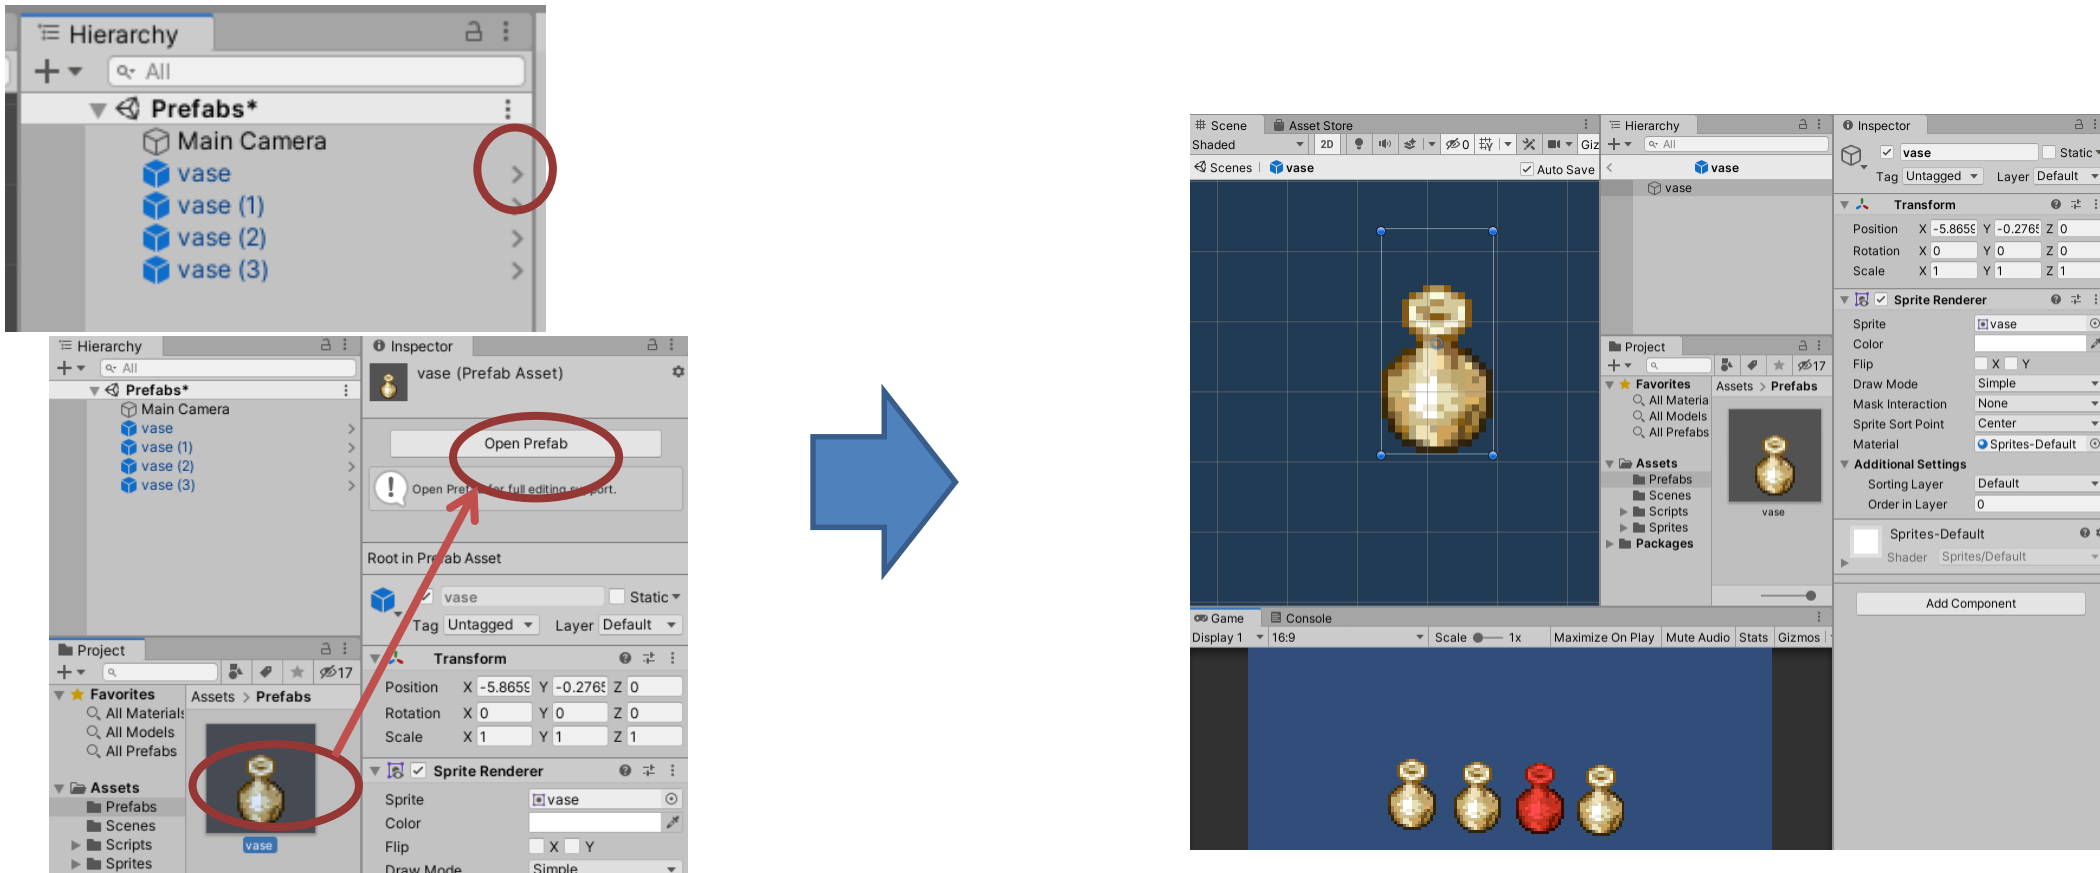 Hierarchy
All
Prefabs*
Main Camera
vase
vase (1)
vase (2)
vase (3)
Hierarchy
All
Prefabs*
Main Camera
vase
vase (1)
vase (2)
vase (3)
Project
17
Favorites
All Materials
All Models
All Prefabs
Assets
Prefabs
Scenes
Scripts
Sprites
Assets > Prefabs
vase
Inspector
vase (Prefab Asset)
Open Prefab
Open Prefab for full editing support.
Root in Prefab Asset
vase Static
Tag Untagged Layer Default
Transform
Position X -5.8659 Y -0.2765 Z 0
Rotation X 0 Y 0 Z 0
Scale X 1 Y 1 Z 1
Sprite Renderer
Sprite vase
Color
Flip X Y
Draw Mode Simple
Scene Asset Store
Shaded 2D 0 Giz
Scenes vase Auto Save
Hierarchy
All
vase
vase
Project
17
Favorites
All Materia
All Models
All Prefabs
Assets
Prefabs
Scenes
Scripts
Sprites
Packages
Assets > Prefabs
vase
Inspector
vase Static
Tag Untagged Layer Default
Transform
Position X -5.8659 Y -0.2765 Z 0
Rotation X 0 Y 0 Z 0
Scale X 1 Y 1 Z 1
Sprite Renderer
Sprite vase
Color
Flip X Y
Draw Mode Simple
Mask Interaction None
Sprite Sort Point Center
Material Sprites-Default
Additional Settings
Sorting Layer Default
Order in Layer 0
Sprites-Default
Shader Sprites/Default
Add Component
Game Console
Display 1 16:9 Scale 1x Maximize On Play Mute Audio Stats Gizmos